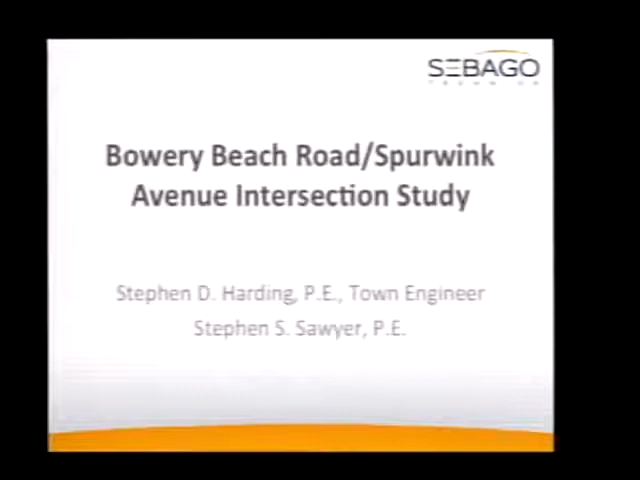 SEBAGO
Bowery Beach Road/Spurwink
Avenue Intersection Study
Stephen D. Harding, P.E., Town Engineer
Stephen S. Sawyer, P.E.